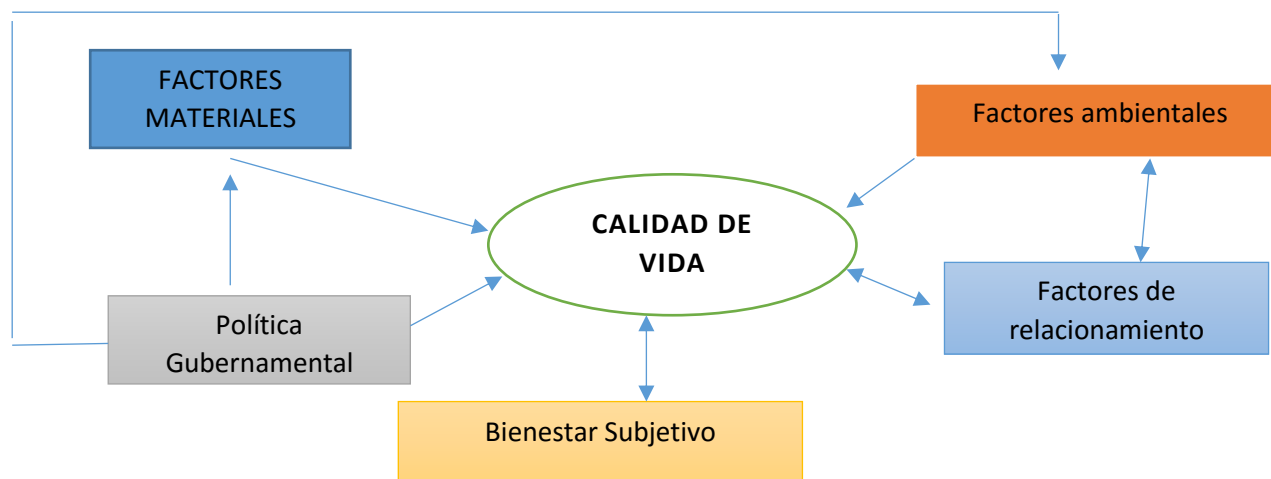 FACTORES
MATERIALES
Factores ambientales
CALIDAD DE
VIDA
Factores de
relacionamiento
Política
Gubernamental
Bienestar Subjetivo